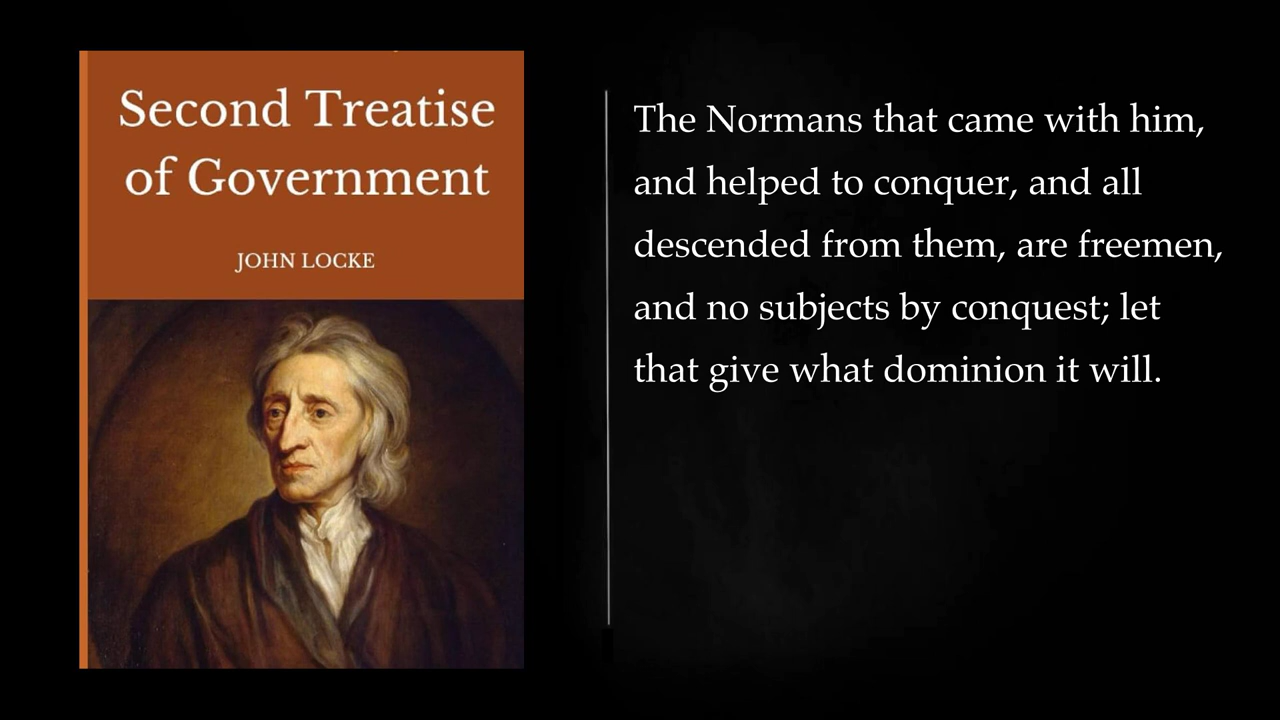 Second Treatise
of Government
JOHN LOCKE
The Normans that came with him,
and helped to conquer, and all
descended from them, are freemen,
and no subjects by conquest; let
that give what dominion it will.